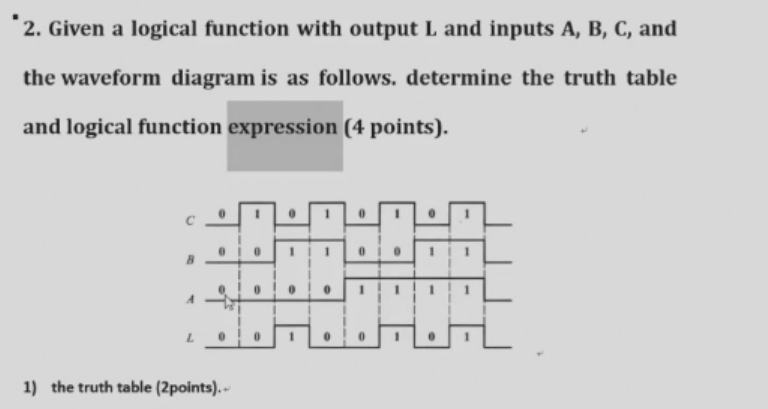 2. Given a logical function with output L and inputs A, B, C, and
the waveform diagram is as follows. determine the truth table
and logical function expression (4 points).
C 0 1 0 1 0 1 0 1
B 0 0 1 1 0 0 1 1
A 0 0 0 0 1 1 1 1
L 0 0 1 0 0 1 0 1
1) the truth table (2points).